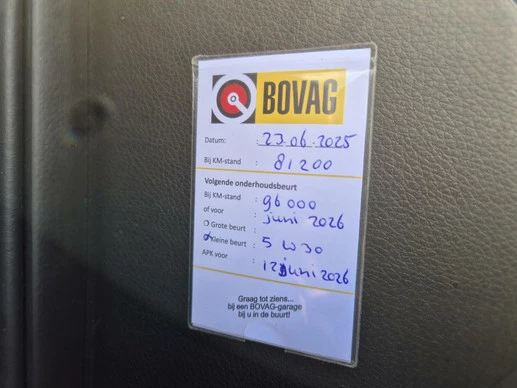 BOVAG
Datum: : 23.06.2025
Bij KM-stand : 81200
Volgende onderhoudsbeurt
Bij KM-stand : 96000
of voor : juni 2026
Grote beurt :
Kleine beurt : 5 W 30
APK voor : 12 juni 2026
Graag tot ziens...
bij een BOVAG-garage
bij u in de buurt!